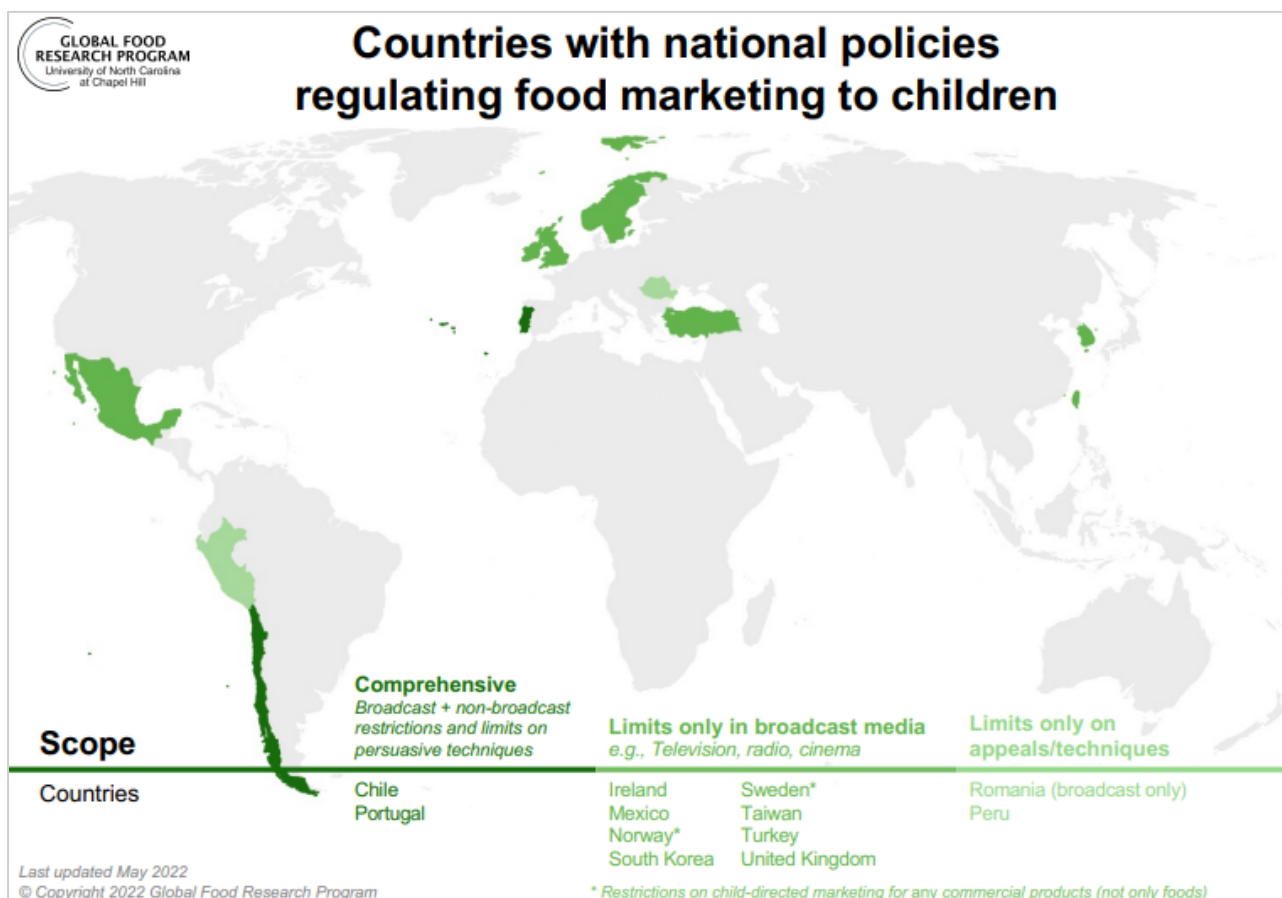 GLOBAL FOOD
RESEARCH PROGRAM
University of North Carolina
at Chapel Hill
Countries with national policies
regulating food marketing to children
Scope
Comprehensive
Broadcast + non-broadcast
restrictions and limits on
persuasive techniques
Limits only in broadcast media
e.g., Television, radio, cinema
Limits only on
appeals/techniques
Countries
Chile
Portugal
Ireland
Mexico
Norway*
South Korea
Sweden*
Taiwan
Turkey
United Kingdom
Romania (broadcast only)
Peru
Last updated May 2022
© Copyright 2022 Global Food Research Program
* Restrictions on child-directed marketing for any commercial products (not only foods)